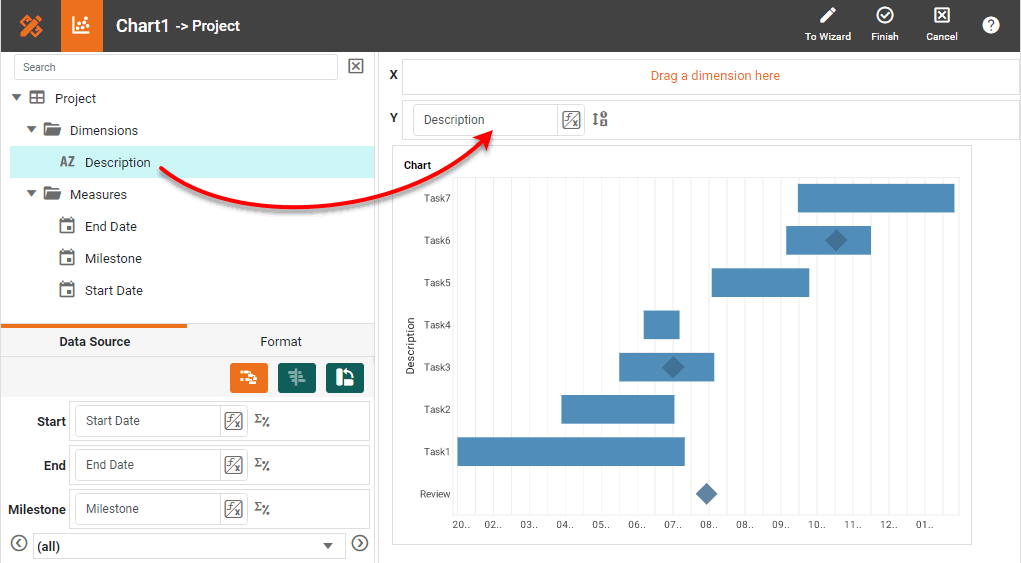 Chart1 -> Project
To Wizard
Finish
Cancel
?
Search
Project
Dimensions
AZ Description
Measures
End Date
Milestone
Start Date
Data Source
Format
Start
Start Date
End
End Date
Milestone
Milestone
(all)
X
Drag a dimension here
Y
Description
Chart
Description
Task7
Task6
Task5
Task4
Task3
Task2
Task1
Review
20.. 02.. 03.. 04.. 05.. 06.. 07.. 08.. 08.. 09.. 10.. 11.. 12.. 01..